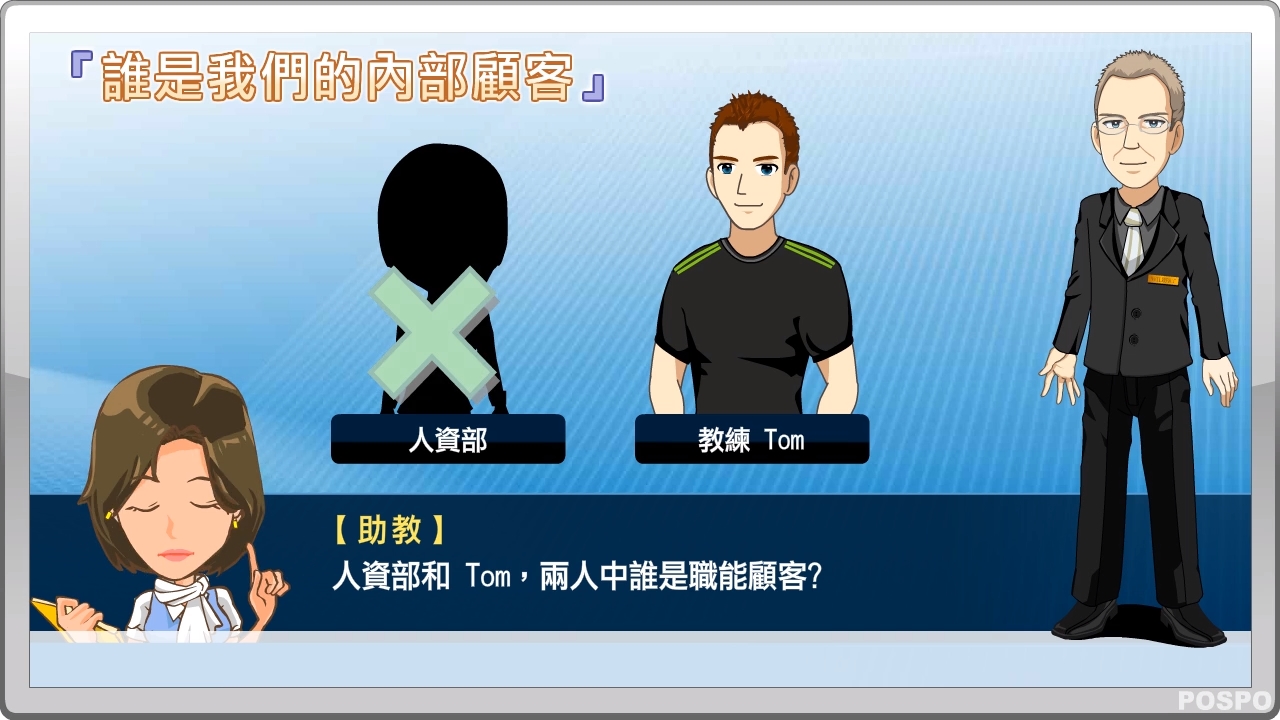 『誰是我們的內部顧客』
人資部
教練 Tom
【助教】
人資部和 Tom，兩人中誰是職能顧客?
POSPO